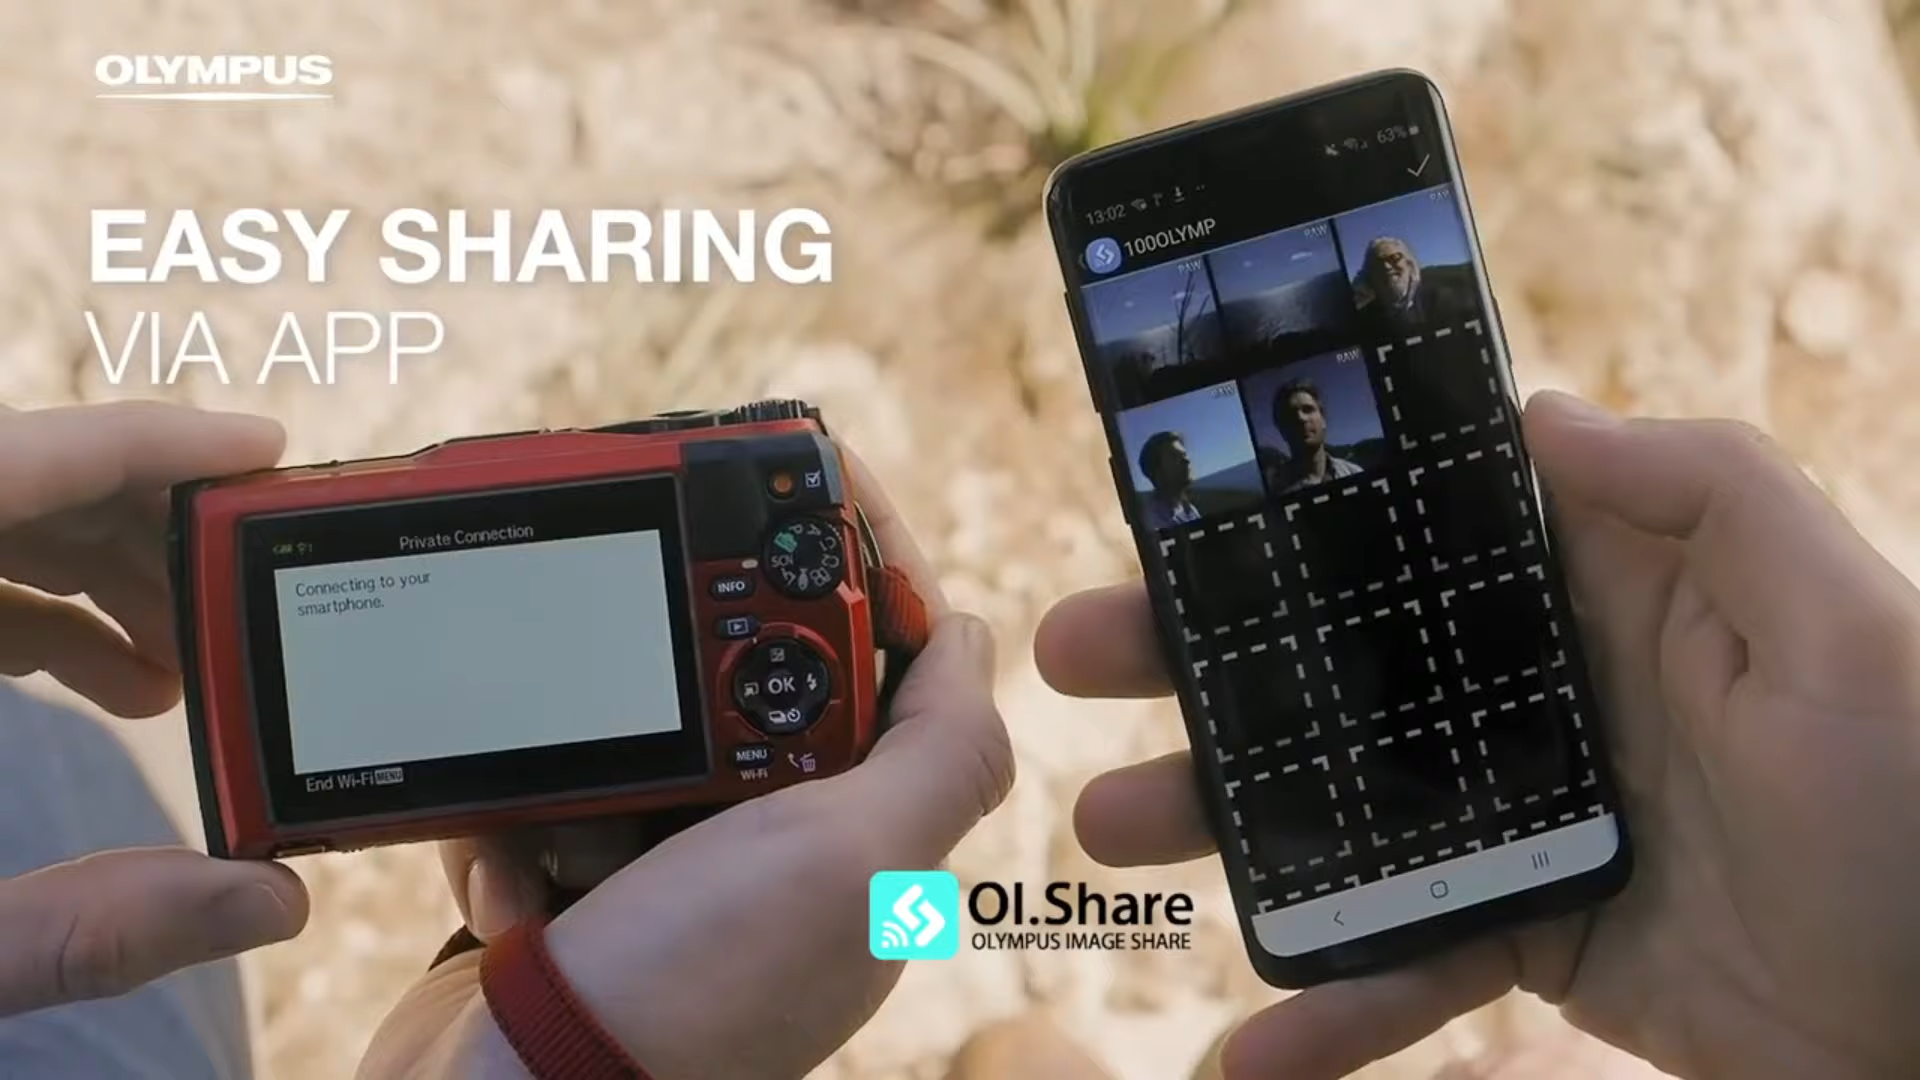 OLYMPUS
EASY SHARING
VIA APP
13:02
63%
100OLYMP
RAW
RAW
RAW
RAW
RAW
Private Connection
Connecting to your
smartphone.
End Wi-Fi MENU
INFO
SCN
OK
MENU
Wi-Fi
OI.Share
OLYMPUS IMAGE SHARE